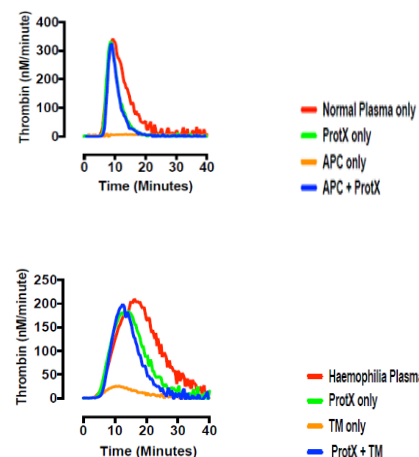 400
300
200
100
0
Thrombin (nM/minute)
0 10 20 30 40
Time (Minutes)
Normal Plasma only
ProtX only
APC only
APC + ProtX
250
200
150
100
50
0
Thrombin (nM/minute)
0 10 20 30 40
Time (Minutes)
Haemophilia Plasma
ProtX only
TM only
ProtX + TM